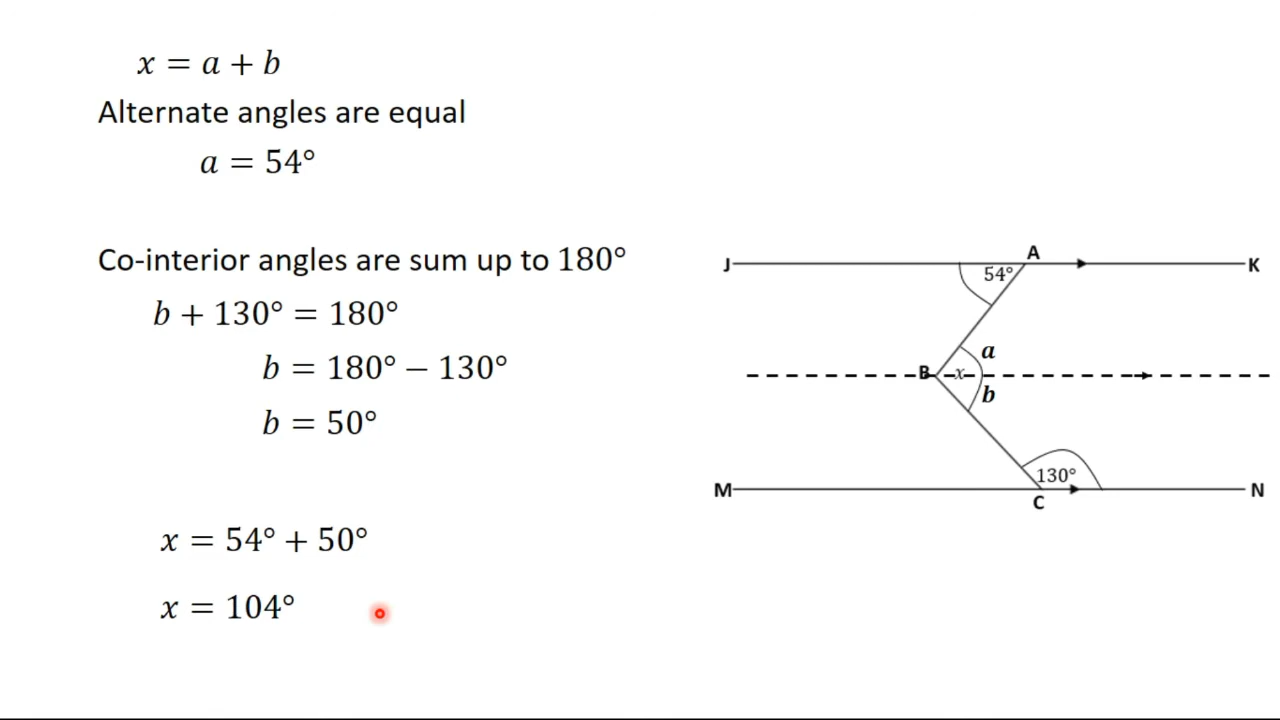 x = a + b
Alternate angles are equal
a = 54°
Co-interior angles are sum up to 180°
b + 130° = 180°
b = 180° − 130°
b = 50°
x = 54° + 50°
x = 104°
A
J
K
54°
a
B
x
b
130°
M
N
C